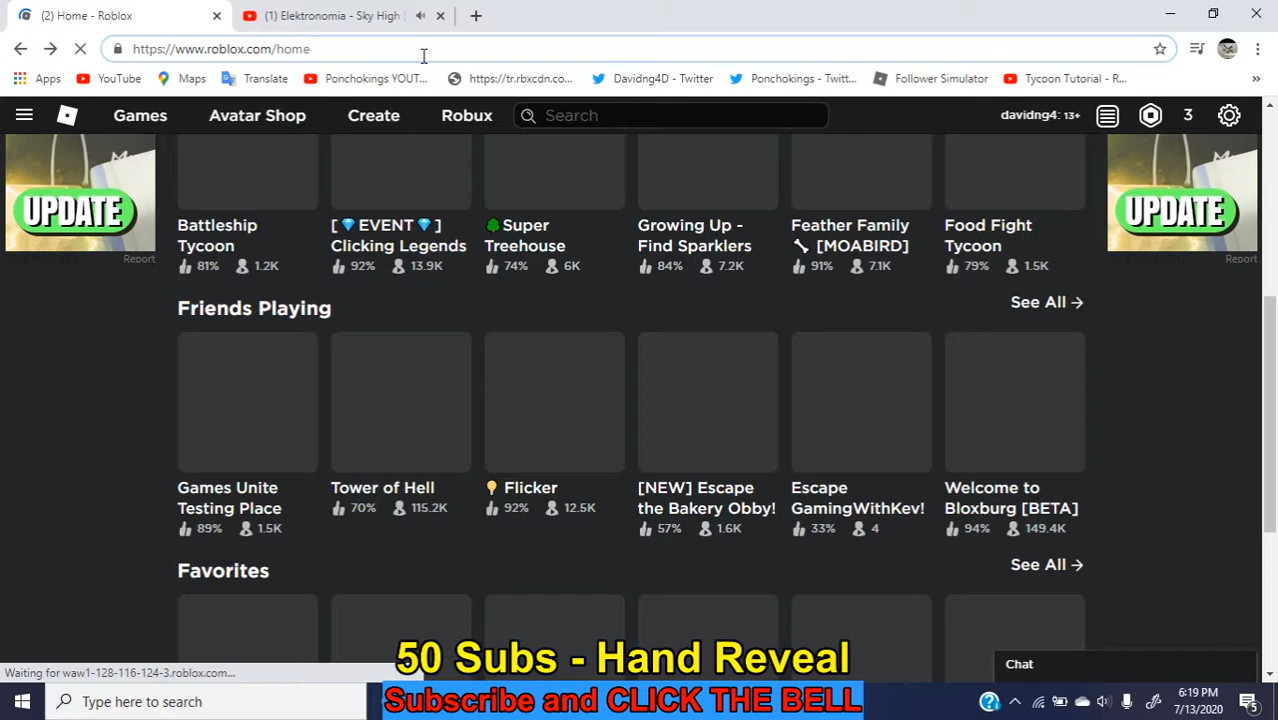 (2) Home - Roblox
(1) Elektronomia - Sky High [
https://www.roblox.com/home
Apps
YouTube
Maps
Translate
Ponchokings YOUT...
https://tr.rbxcdn.co...
Davidng4D - Twitter
Ponchokings - Twitt...
Follower Simulator
Tycoon Tutorial - R...
Games
Avatar Shop
Create
Robux
Search
davidng4: 13+
3
UPDATE
Report
UPDATE
Report
Battleship
Tycoon
81% 1.2K
[💎EVENT💎]
Clicking Legends
92% 13.9K
🌳Super
Treehouse
74% 6K
Growing Up -
Find Sparklers
84% 7.2K
Feather Family
🦴 [MOABIRD]
91% 7.1K
Food Fight
Tycoon
79% 1.5K
Friends Playing
See All →
Games Unite
Testing Place
89% 1.5K
Tower of Hell
70% 115.2K
💡 Flicker
92% 12.5K
[NEW] Escape
the Bakery Obby!
57% 1.6K
Escape
GamingWithKev!
33% 4
Welcome to
Bloxburg [BETA]
94% 149.4K
Favorites
See All →
Waiting for waw1-128-116-124-3.roblox.com...
50 Subs - Hand Reveal
Subscribe and CLICK THE BELL
Chat
Type here to search
6:19 PM
7/13/2020
5